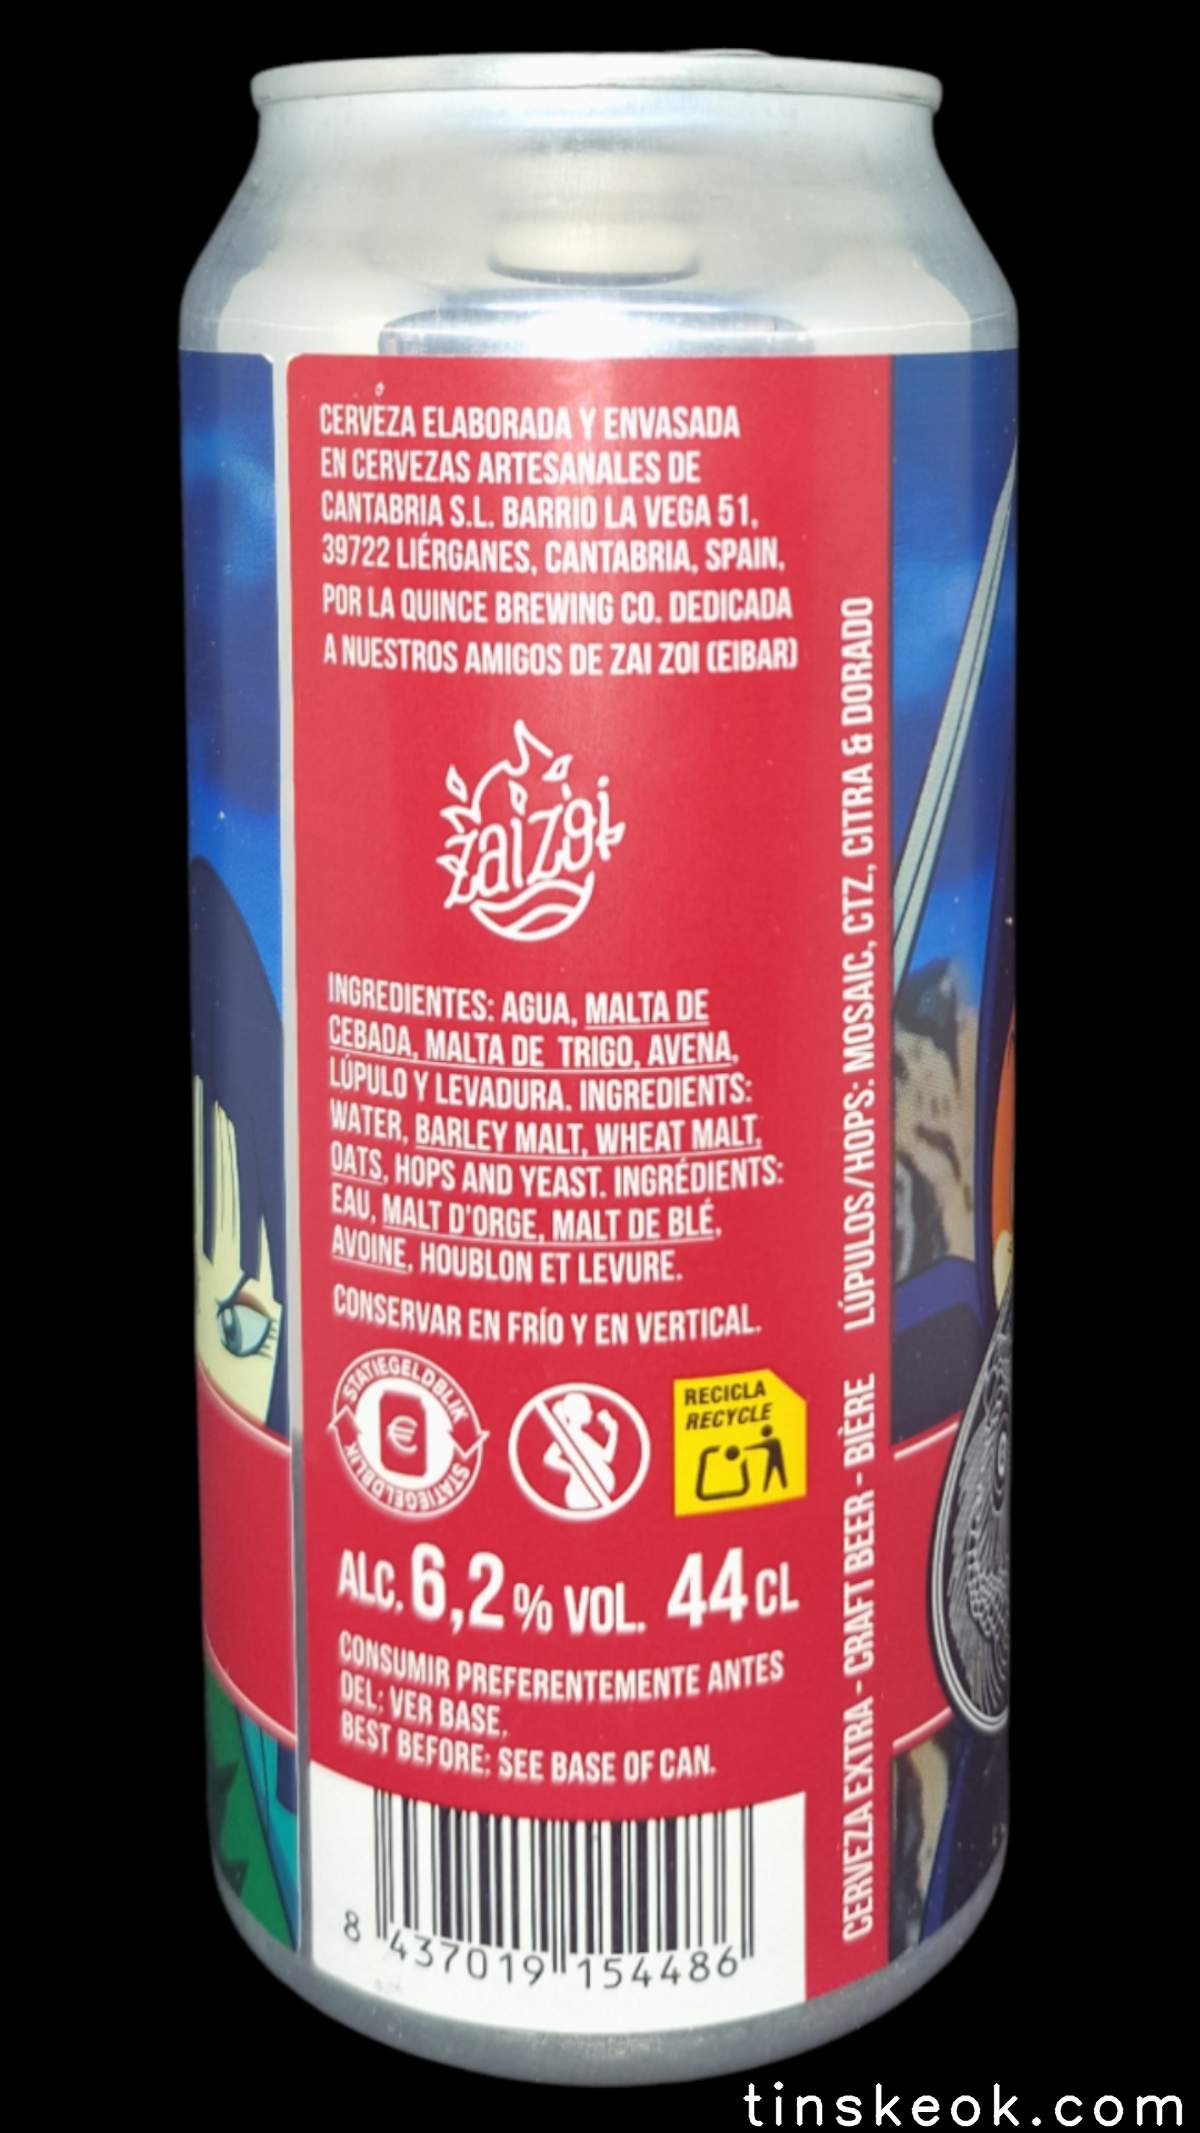 CERVEZA ELABORADA Y ENVASADA
EN CERVEZAS ARTESANALES DE
CANTABRIA S.L. BARRIO LA VEGA 51,
39722 LIÉRGANES, CANTABRIA, SPAIN,
POR LA QUINCE BREWING CO. DEDICADA
A NUESTROS AMIGOS DE ZAI ZOI (EIBAR)
zaizoi
INGREDIENTES: AGUA, MALTA DE
CEBADA, MALTA DE TRIGO, AVENA,
LÚPULO Y LEVADURA. INGREDIENTS:
WATER, BARLEY MALT, WHEAT MALT,
OATS, HOPS AND YEAST. INGRÉDIENTS:
EAU, MALT D'ORGE, MALT DE BLÉ,
AVOINE, HOUBLON ET LEVURE.
CONSERVAR EN FRÍO Y EN VERTICAL.
STATIEGELDBLIK
€
STATIEGELDBLIK
RECICLA
RECYCLE
ALC. 6,2% VOL. 44 CL
CONSUMIR PREFERENTEMENTE ANTES
DEL: VER BASE.
BEST BEFORE: SEE BASE OF CAN.
8 437019 154486
CERVEZA EXTRA - CRAFT BEER - BIÈRE LÚPULOS/HOPS: MOSAIC, CTZ, CITRA & DORADO
tinskeok.com